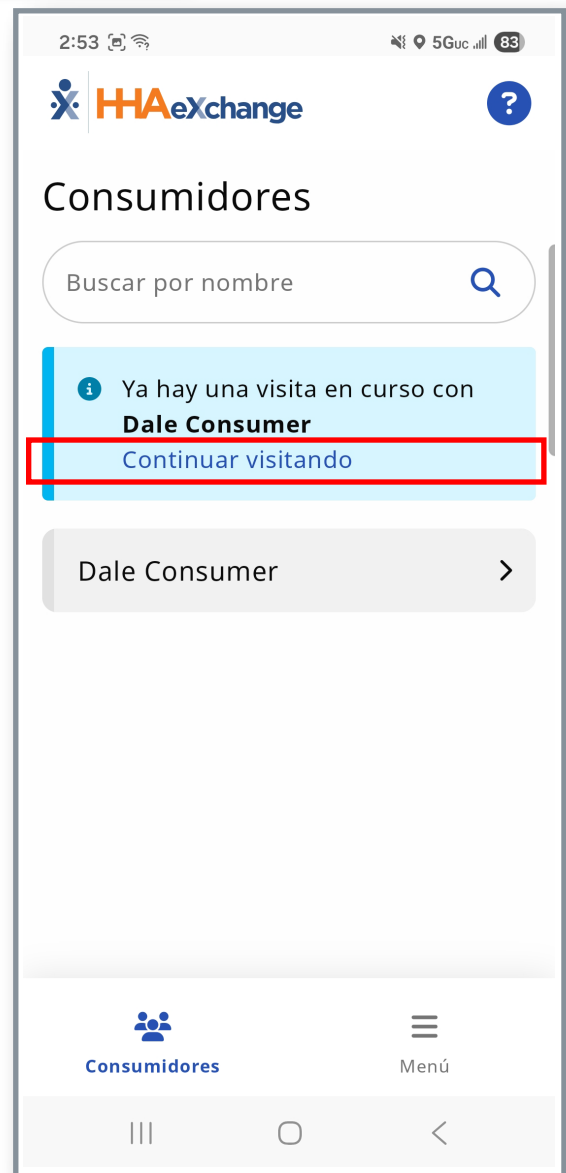 2:53
5Guc
83
HHAeXchange
?
Consumidores
Buscar por nombre
Ya hay una visita en curso con
Dale Consumer
Continuar visitando
Dale Consumer
Consumidores
Menú